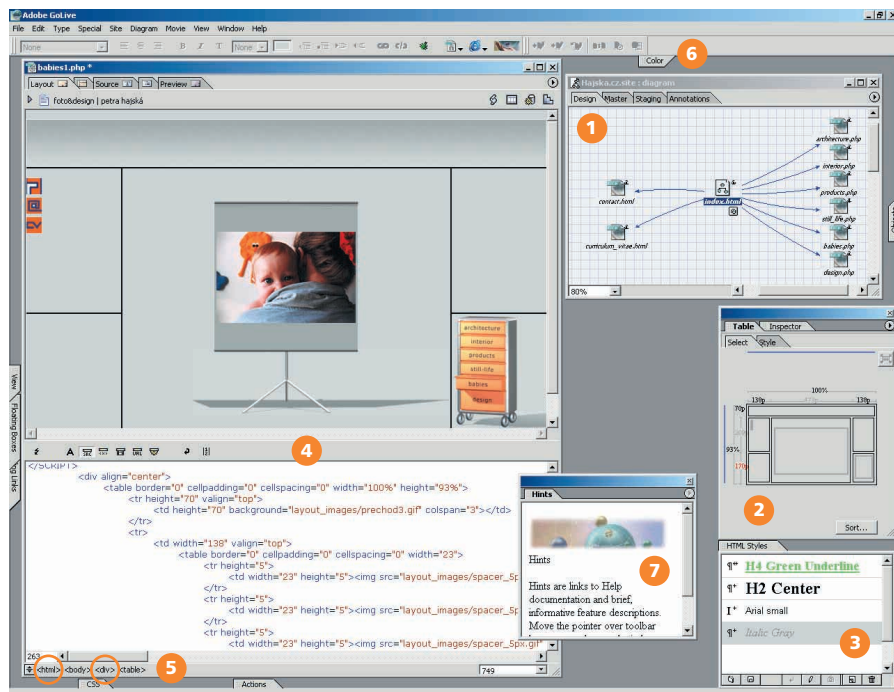 Adobe GoLive
File Edit Type Special Site Diagram Movie View Window Help
None B I T None
6
Color
babies1.php *
Layout Source Preview
foto&design | petra hajská
architecture
interior
products
still-life
babies
design
Hajska.cz.site : diagram
Design Master Staging Annotations
1
architecture.php
interior.php
products.php
still_life.php
babies.php
design.php
index.html
contact.html
curriculum_vitae.html
80%
Table Inspector
Select Style
100%
138p 138p
70p
93%
170p
2
Sort...
View
Floating Boxes
Links
4
</SCRIPT>
<div align="center">
<table border="0" cellpadding="0" cellspacing="0" width="100%" height="93%">
<tr height="70" valign="top">
<td height="70" background="layout_images/prechod3.gif" colspan="3"></td>
</tr>
<tr>
<td width="138" valign="top">
<table border="0" cellpadding="0" cellspacing="0" width="23">
<tr height="5">
<td width="23" height="5"><img src="layout_images/spacer_5p
</tr>
<tr height="5">
<td width="23" height="5"><img src="layout_images/spacer_5p
</tr>
<tr height="5">
<td width="23" height="5"><img src="layout_images/spacer_5px.gif"
263
<html> <body> <div> <table>
5
749
CSS Actions
Hints
Hints
7
Hints are links to Help
documentation and brief,
informative feature descriptions.
Move the pointer over toolbar
HTML Styles
H4 Green Underline
H2 Center
Arial small
Italic Gray
3